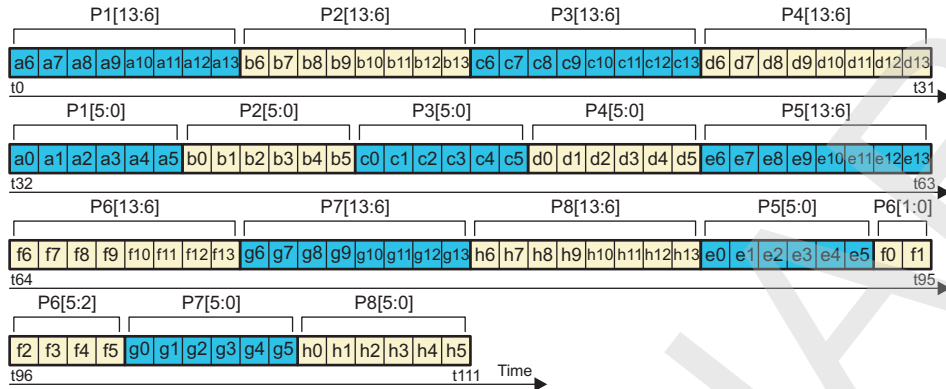 P1[13:6] P2[13:6] P3[13:6] P4[13:6]
a6 a7 a8 a9 a10 a11 a12 a13 b6 b7 b8 b9 b10 b11 b12 b13 c6 c7 c8 c9 c10 c11 c12 c13 d6 d7 d8 d9 d10 d11 d12 d13
t0 t31
P1[5:0] P2[5:0] P3[5:0] P4[5:0] P5[13:6]
a0 a1 a2 a3 a4 a5 b0 b1 b2 b3 b4 b5 c0 c1 c2 c3 c4 c5 d0 d1 d2 d3 d4 d5 e6 e7 e8 e9 e10 e11 e12 e13
t32 t63
P6[13:6] P7[13:6] P8[13:6] P5[5:0] P6[1:0]
f6 f7 f8 f9 f10 f11 f12 f13 g6 g7 g8 g9 g10 g11 g12 g13 h6 h7 h8 h9 h10 h11 h12 h13 e0 e1 e2 e3 e4 e5 f0 f1
t64 t95
P6[5:2] P7[5:0] P8[5:0]
f2 f3 f4 f5 g0 g1 g2 g3 g4 g5 h0 h1 h2 h3 h4 h5
t96 t111 Time